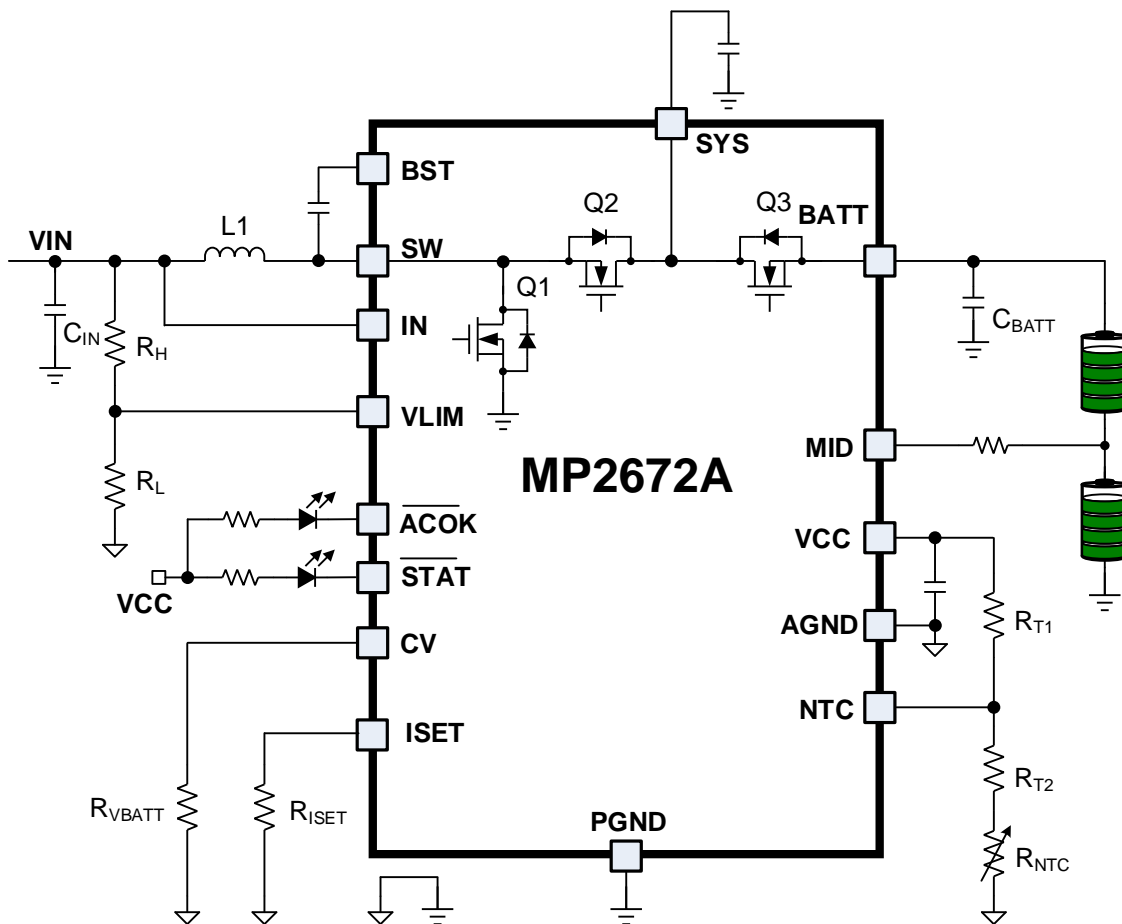 SYS
BST
Q2
Q3
BATT
L1
VIN
SW
Q1
CIN
RH
IN
CBATT
VLIM
MID
MP2672A
RL
ACOK
VCC
STAT
VCC
AGND
RT1
CV
NTC
ISET
RT2
RVBATT
RISET
PGND
RNTC